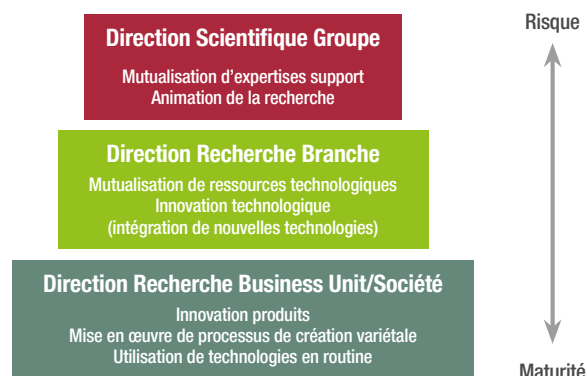 Direction Scientifique Groupe
Mutualisation d'expertises support
Animation de la recherche
Direction Recherche Branche
Mutualisation de ressources technologiques
Innovation technologique
(intégration de nouvelles technologies)
Direction Recherche Business Unit/Société
Innovation produits
Mise en œuvre de processus de création variétale
Utilisation de technologies en routine
Risque
Maturité